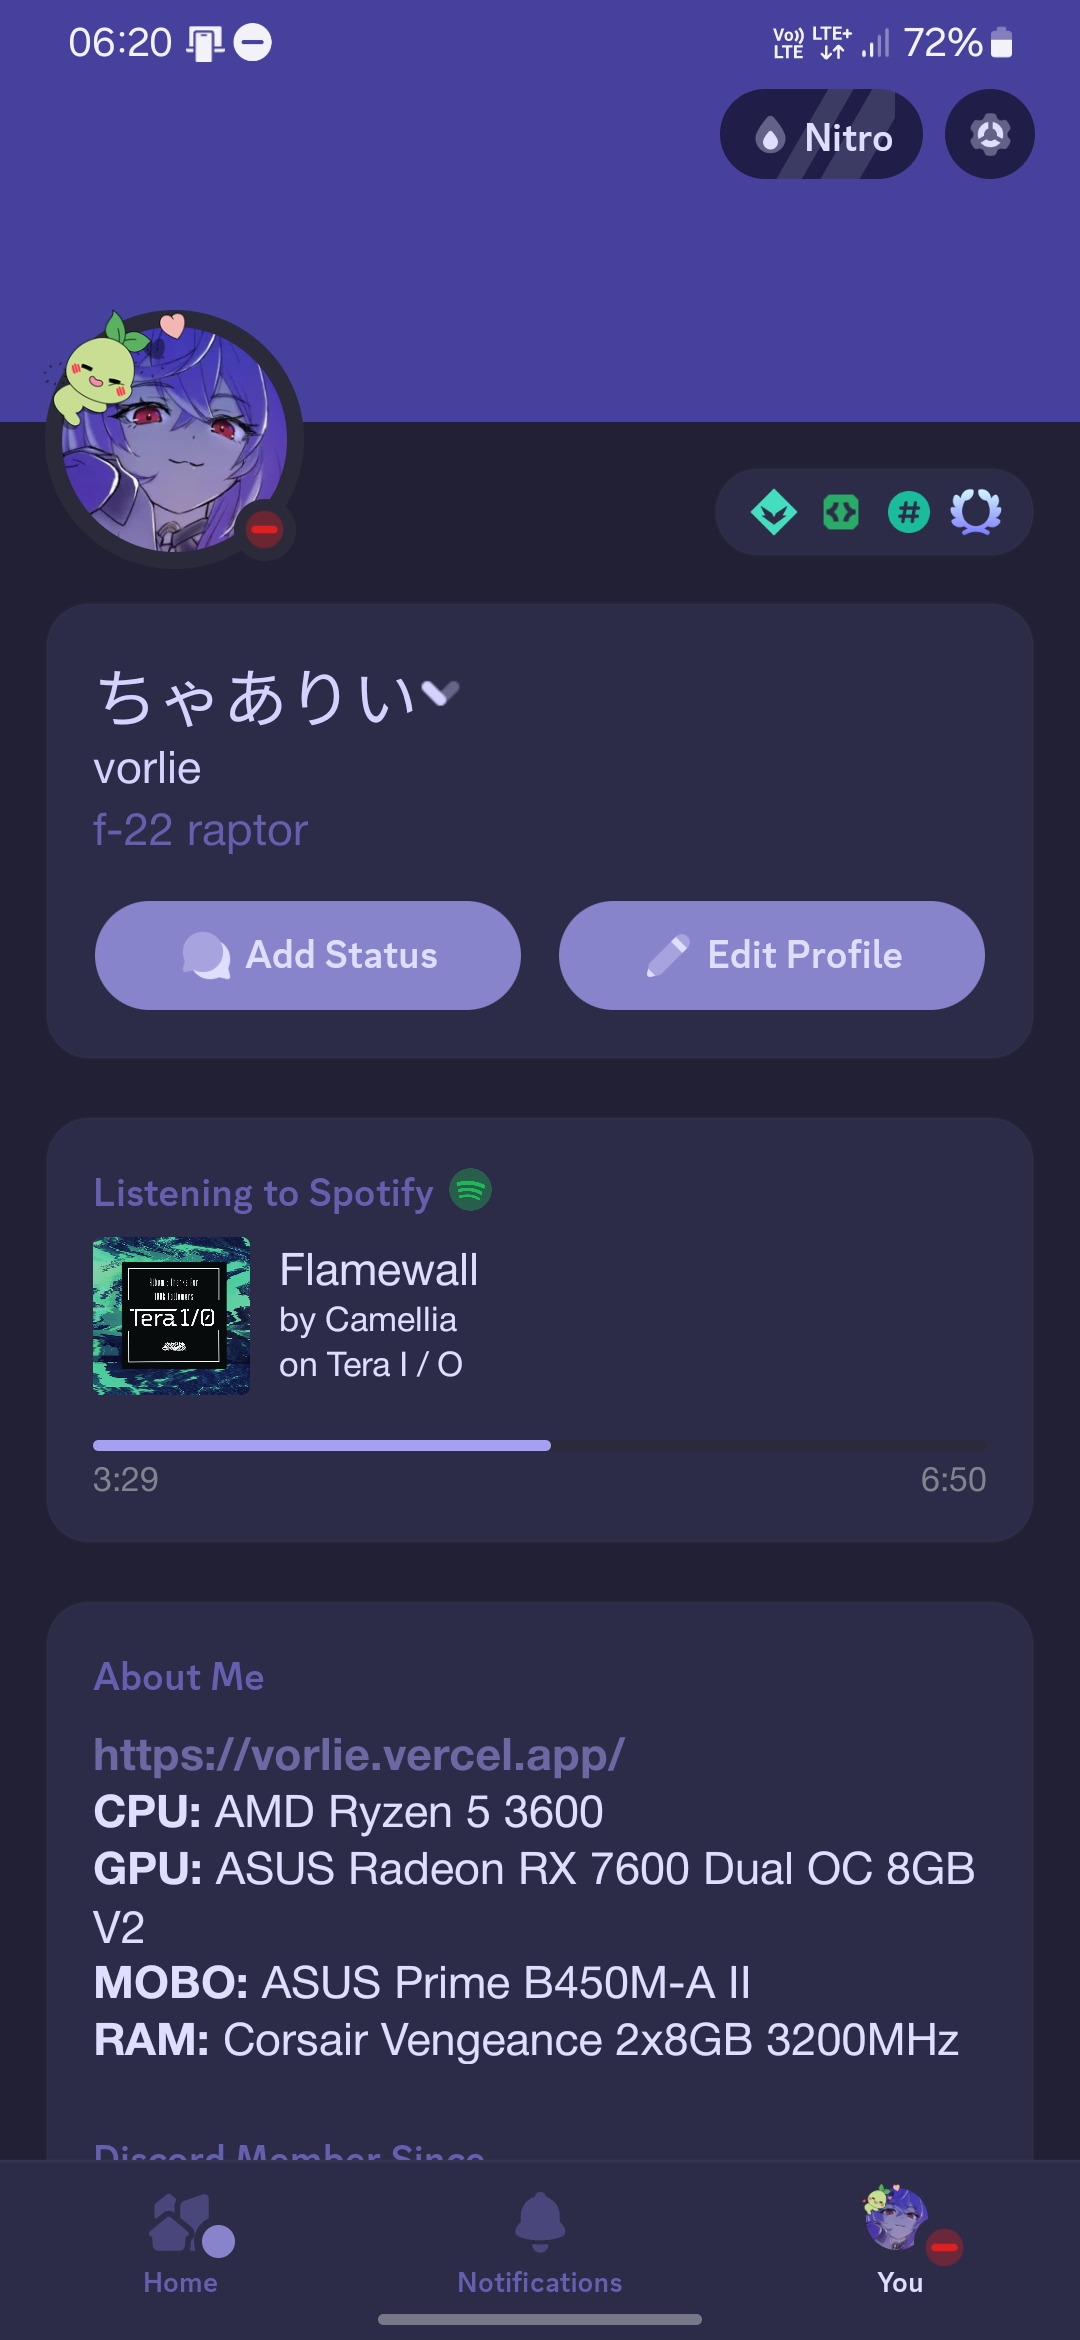 06:20
Vo)) LTE
LTE+
72%
Nitro
ちゃありい
vorlie
f-22 raptor
Add Status
Edit Profile
Listening to Spotify
Tera I/O
Flamewall
by Camellia
on Tera I / O
3:29
6:50
About Me
https://vorlie.vercel.app/
CPU: AMD Ryzen 5 3600
GPU: ASUS Radeon RX 7600 Dual OC 8GB
V2
MOBO: ASUS Prime B450M-A II
RAM: Corsair Vengeance 2x8GB 3200MHz
Discord Member Since
Home
Notifications
You